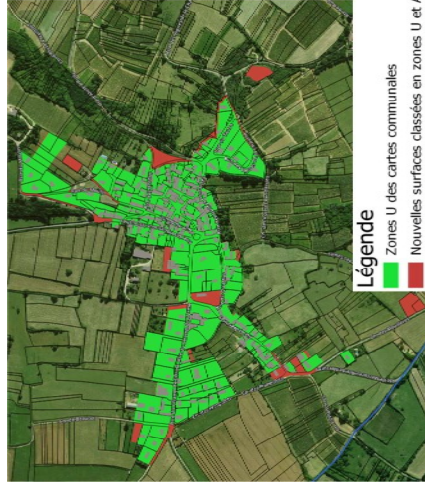 Légende
Zones U des cartes communales
Nouvelles surfaces classées en zones U et A